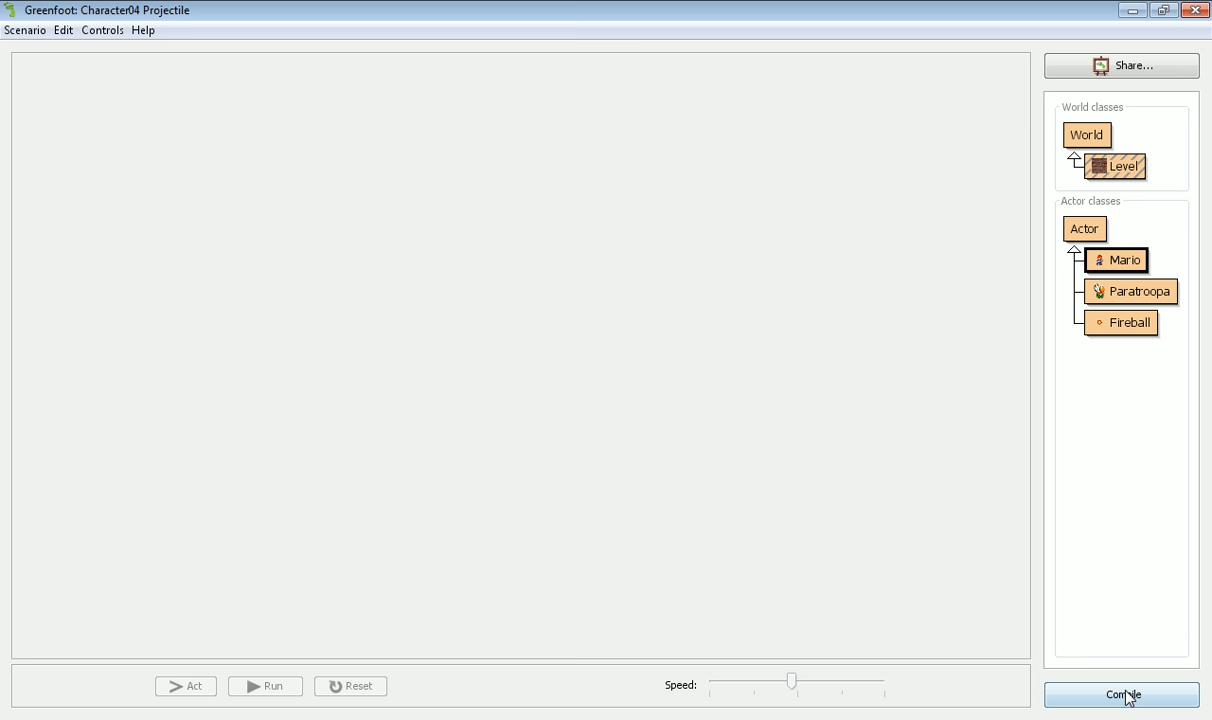 Greenfoot: Character04 Projectile
Scenario Edit Controls Help
Share...
World classes
World
Level
Actor classes
Actor
Mario
Paratroopa
Fireball
Act Run Reset Speed:
Compile